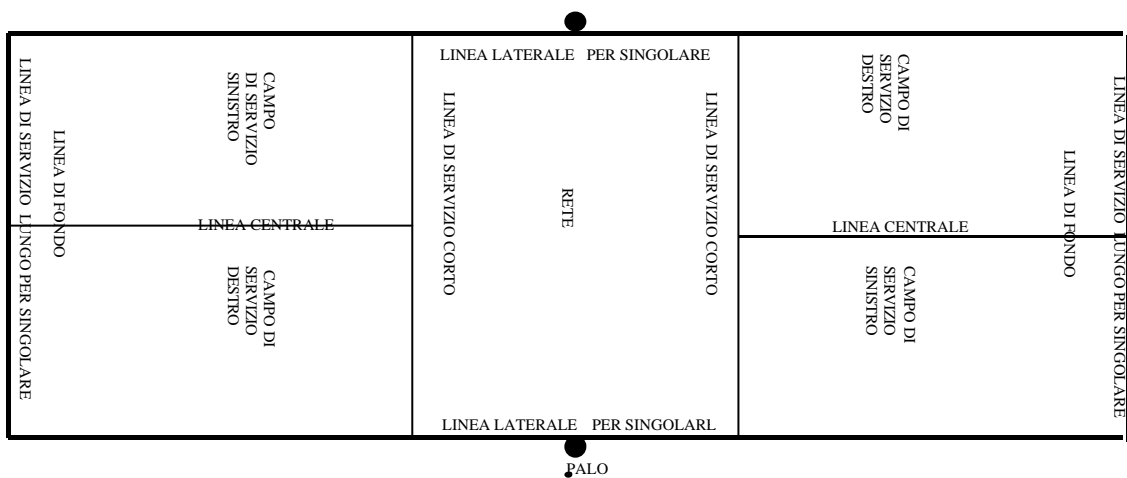 LINEA LATERALE PER SINGOLARE
LINEA DI SERVIZIO LUNGO PER SINGOLARE
LINEA DI FONDO
CAMPO
DI SERVIZIO
SINISTRO
LINEA CENTRALE
CAMPO DI
SERVIZIO
DESTRO
LINEA DI SERVIZIO CORTO
RETE
LINEA DI SERVIZIO CORTO
CAMPO DI
SERVIZIO
DESTRO
LINEA CENTRALE
CAMPO DI
SERVIZIO
SINISTRO
LINEA DI FONDO
LINEA DI SERVIZIO LUNGO PER SINGOLARE
LINEA LATERALE PER SINGOLARL
PALO